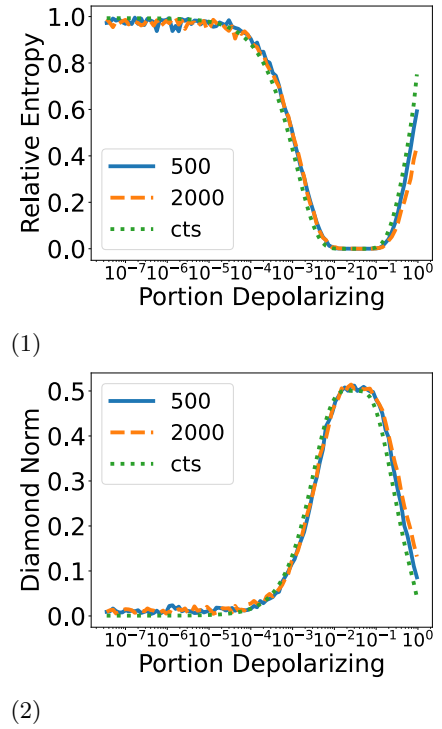 1.0
0.8
0.6
0.4
0.2
0.0
Relative Entropy
500
2000
cts
10^-7 10^-6 10^-5 10^-4 10^-3 10^-2 10^-1 10^0
Portion Depolarizing
(1)
0.5
0.4
0.3
0.2
0.1
0.0
Diamond Norm
500
2000
cts
10^-7 10^-6 10^-5 10^-4 10^-3 10^-2 10^-1 10^0
Portion Depolarizing
(2)